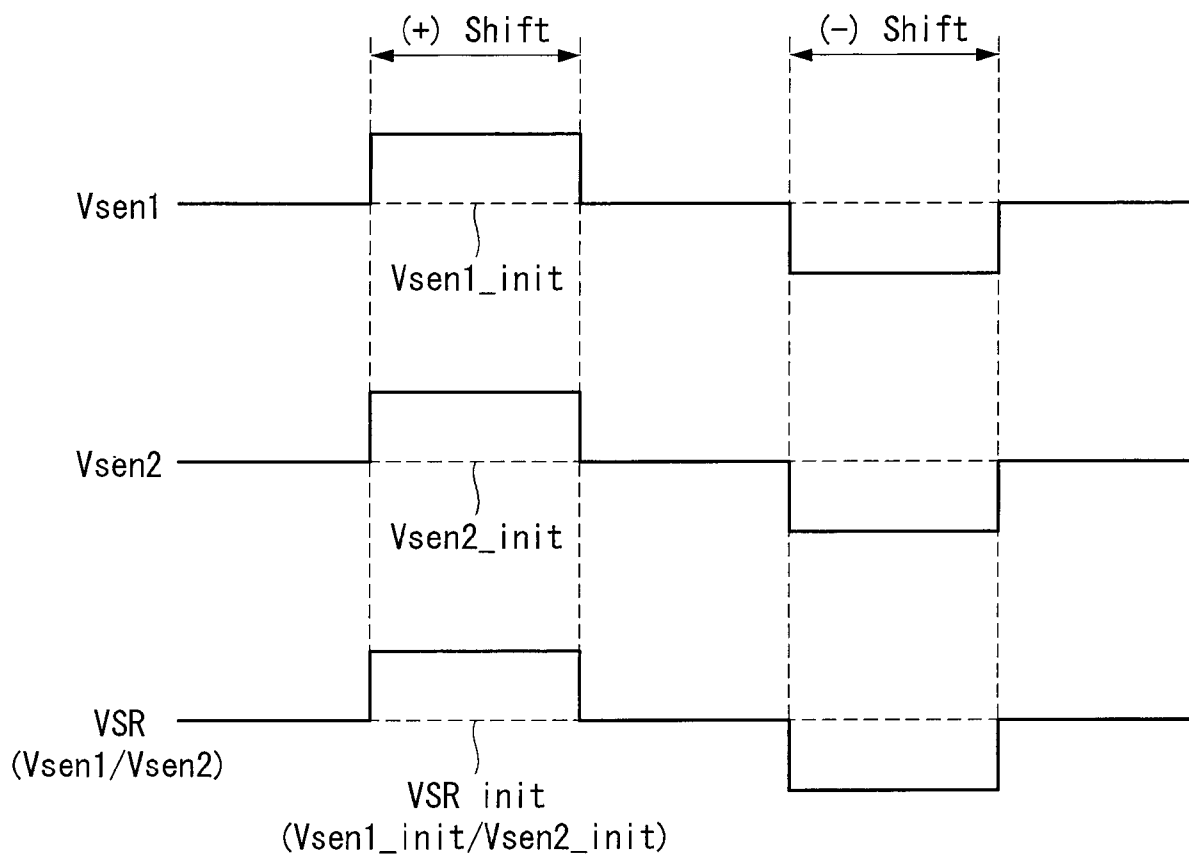 (+) Shift
(-) Shift
Vsen1
Vsen1_init
Vsen2
Vsen2_init
VSR
(Vsen1/Vsen2)
VSR init
(Vsen1_init/Vsen2_init)